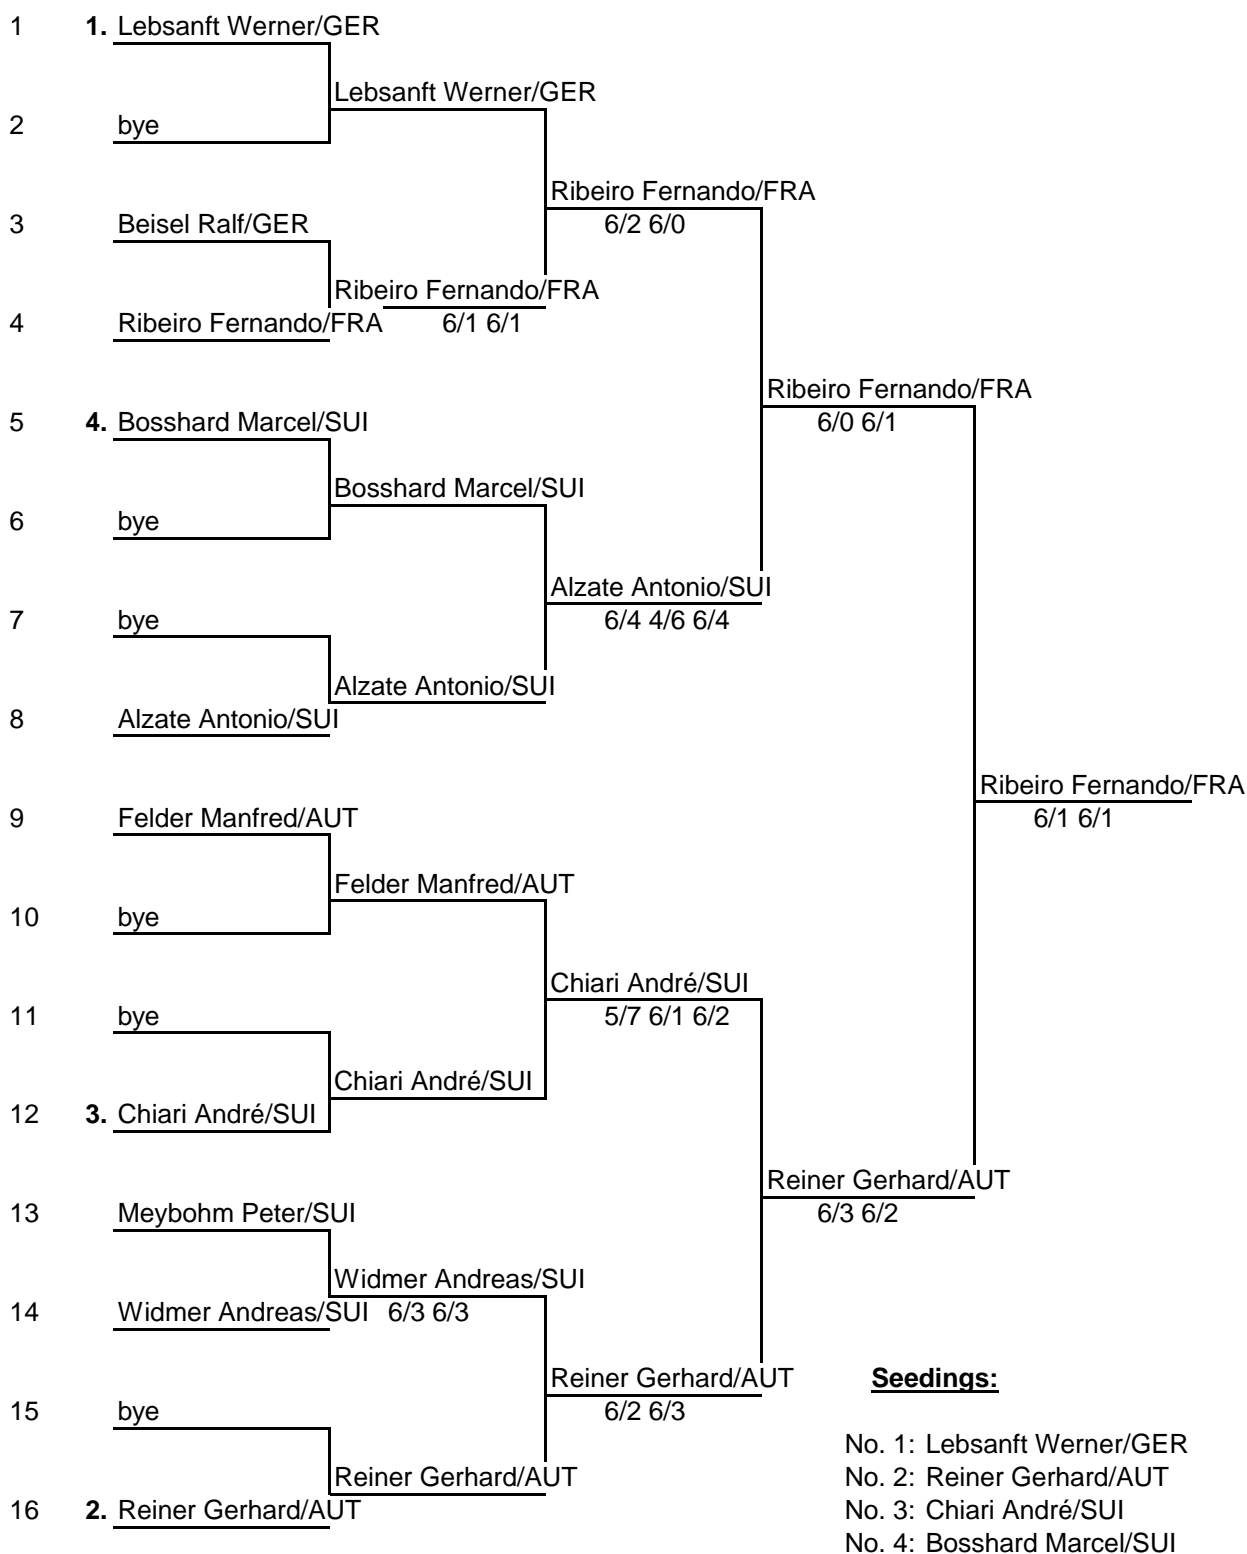 1 1. Lebsanft Werner/GER
Lebsanft Werner/GER
2 bye
Ribeiro Fernando/FRA
3 Beisel Ralf/GER 6/2 6/0
Ribeiro Fernando/FRA
4 Ribeiro Fernando/FRA 6/1 6/1
Ribeiro Fernando/FRA
5 4. Bosshard Marcel/SUI 6/0 6/1
Bosshard Marcel/SUI
6 bye
Alzate Antonio/SUI
7 bye 6/4 4/6 6/4
Alzate Antonio/SUI
8 Alzate Antonio/SUI
Ribeiro Fernando/FRA
9 Felder Manfred/AUT 6/1 6/1
Felder Manfred/AUT
10 bye
Chiari André/SUI
11 bye 5/7 6/1 6/2
Chiari André/SUI
12 3. Chiari André/SUI
Reiner Gerhard/AUT
13 Meybohm Peter/SUI 6/3 6/2
Widmer Andreas/SUI
14 Widmer Andreas/SUI 6/3 6/3
Reiner Gerhard/AUT Seedings:
15 bye 6/2 6/3
No. 1: Lebsanft Werner/GER
Reiner Gerhard/AUT No. 2: Reiner Gerhard/AUT
16 2. Reiner Gerhard/AUT No. 3: Chiari André/SUI
No. 4: Bosshard Marcel/SUI